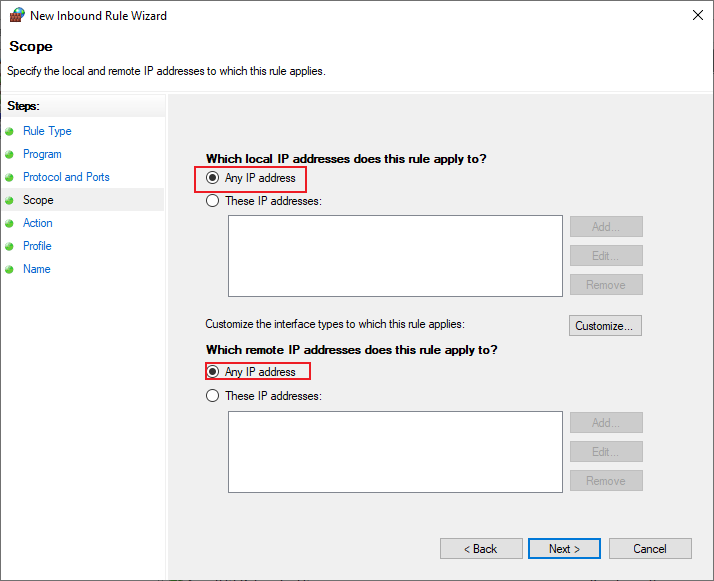 New Inbound Rule Wizard
Scope
Specify the local and remote IP addresses to which this rule applies.
Steps:
Rule Type
Program
Protocol and Ports
Scope
Action
Profile
Name
Which local IP addresses does this rule apply to?
Any IP address
These IP addresses:
Add...
Edit...
Remove
Customize the interface types to which this rule applies:
Customize...
Which remote IP addresses does this rule apply to?
Any IP address
These IP addresses:
Add...
Edit...
Remove
< Back
Next >
Cancel